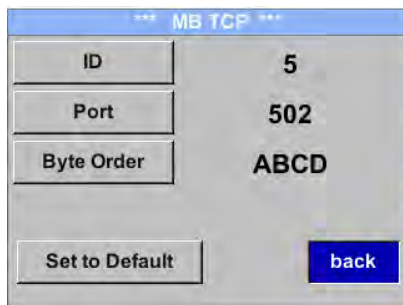 *** MB TCP ***
ID 5
Port 502
Byte Order ABCD
Set to Default back